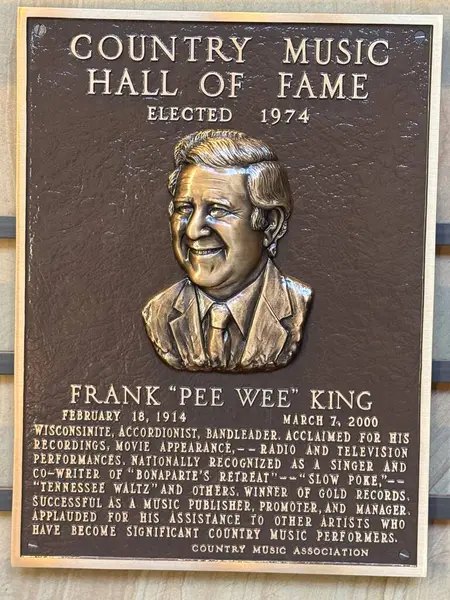 COUNTRY MUSIC
HALL OF FAME
ELECTED 1974
FRANK "PEE WEE" KING
FEBRUARY 18, 1914 MARCH 7, 2000
WISCONSINITE, ACCORDIONIST, BANDLEADER. ACCLAIMED FOR HIS
RECORDINGS, MOVIE APPEARANCE, -- RADIO AND TELEVISION
PERFORMANCES. NATIONALLY RECOGNIZED AS A SINGER AND
CO-WRITER OF "BONAPARTE'S RETREAT" -- "SLOW POKE," --
"TENNESSEE WALTZ" AND OTHERS. WINNER OF GOLD RECORDS.
SUCCESSFUL AS A MUSIC PUBLISHER, PROMOTER, AND MANAGER.
APPLAUDED FOR HIS ASSISTANCE TO OTHER ARTISTS WHO
HAVE BECOME SIGNIFICANT COUNTRY MUSIC PERFORMERS.
COUNTRY MUSIC ASSOCIATION